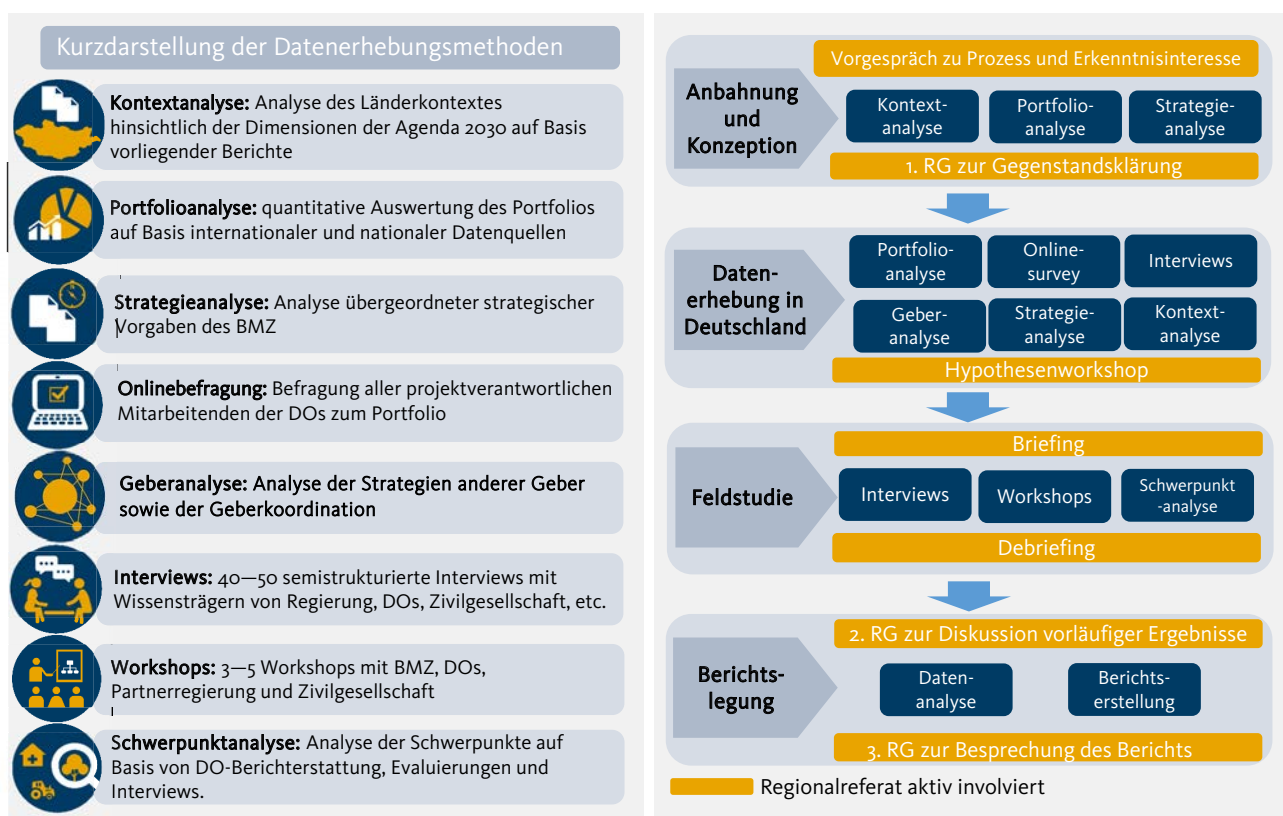 Kurzdarstellung der Datenerhebungsmethoden
Kontextanalyse: Analyse des Länderkontextes
hinsichtlich der Dimensionen der Agenda 2030 auf Basis
vorliegender Berichte
Portfolioanalyse: quantitative Auswertung des Portfolios
auf Basis internationaler und nationaler Datenquellen
Strategieanalyse: Analyse übergeordneter strategischer
Vorgaben des BMZ
Onlinebefragung: Befragung aller projektverantwortlichen
Mitarbeitenden der DOs zum Portfolio
Geberanalyse: Analyse der Strategien anderer Geber
sowie der Geberkoordination
Interviews: 40—50 semistrukturierte Interviews mit
Wissensträgern von Regierung, DOs, Zivilgesellschaft, etc.
Workshops: 3—5 Workshops mit BMZ, DOs,
Partnerregierung und Zivilgesellschaft
Schwerpunktanalyse: Analyse der Schwerpunkte auf
Basis von DO-Berichterstattung, Evaluierungen und
Interviews.
Anbahnung
und
Konzeption
Vorgespräch zu Prozess und Erkenntnisinteresse
Kontext-
analyse
Portfolio-
analyse
Strategie-
analyse
1. RG zur Gegenstandsklärung
Daten-
erhebung in
Deutschland
Portfolio-
analyse
Online-
survey
Interviews
Geber-
analyse
Strategie-
analyse
Kontext-
analyse
Hypothesenworkshop
Feldstudie
Briefing
Interviews
Workshops
Schwerpunkt
-analyse
Debriefing
Berichts-
legung
2. RG zur Diskussion vorläufiger Ergebnisse
Daten-
analyse
Berichts-
erstellung
3. RG zur Besprechung des Berichts
Regionalreferat aktiv involviert